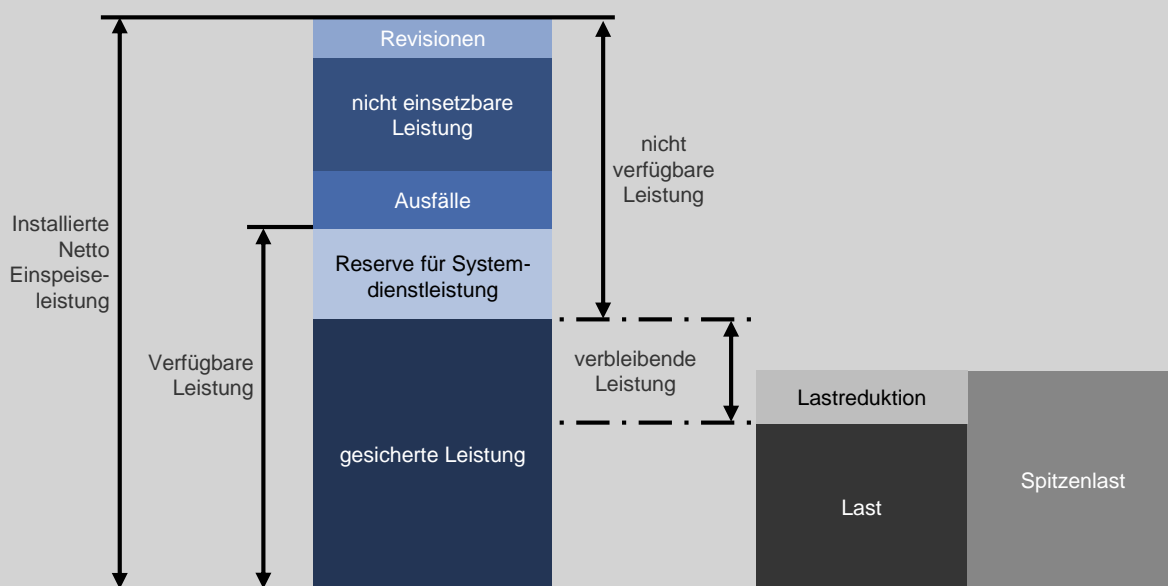 Revisionen
nicht einsetzbare
Leistung
nicht
verfügbare
Leistung
Ausfälle
Installierte
Netto
Einspeise-
leistung
Reserve für System-
dienstleistung
Verfügbare
Leistung
verbleibende
Leistung
Lastreduktion
gesicherte Leistung
Spitzenlast
Last